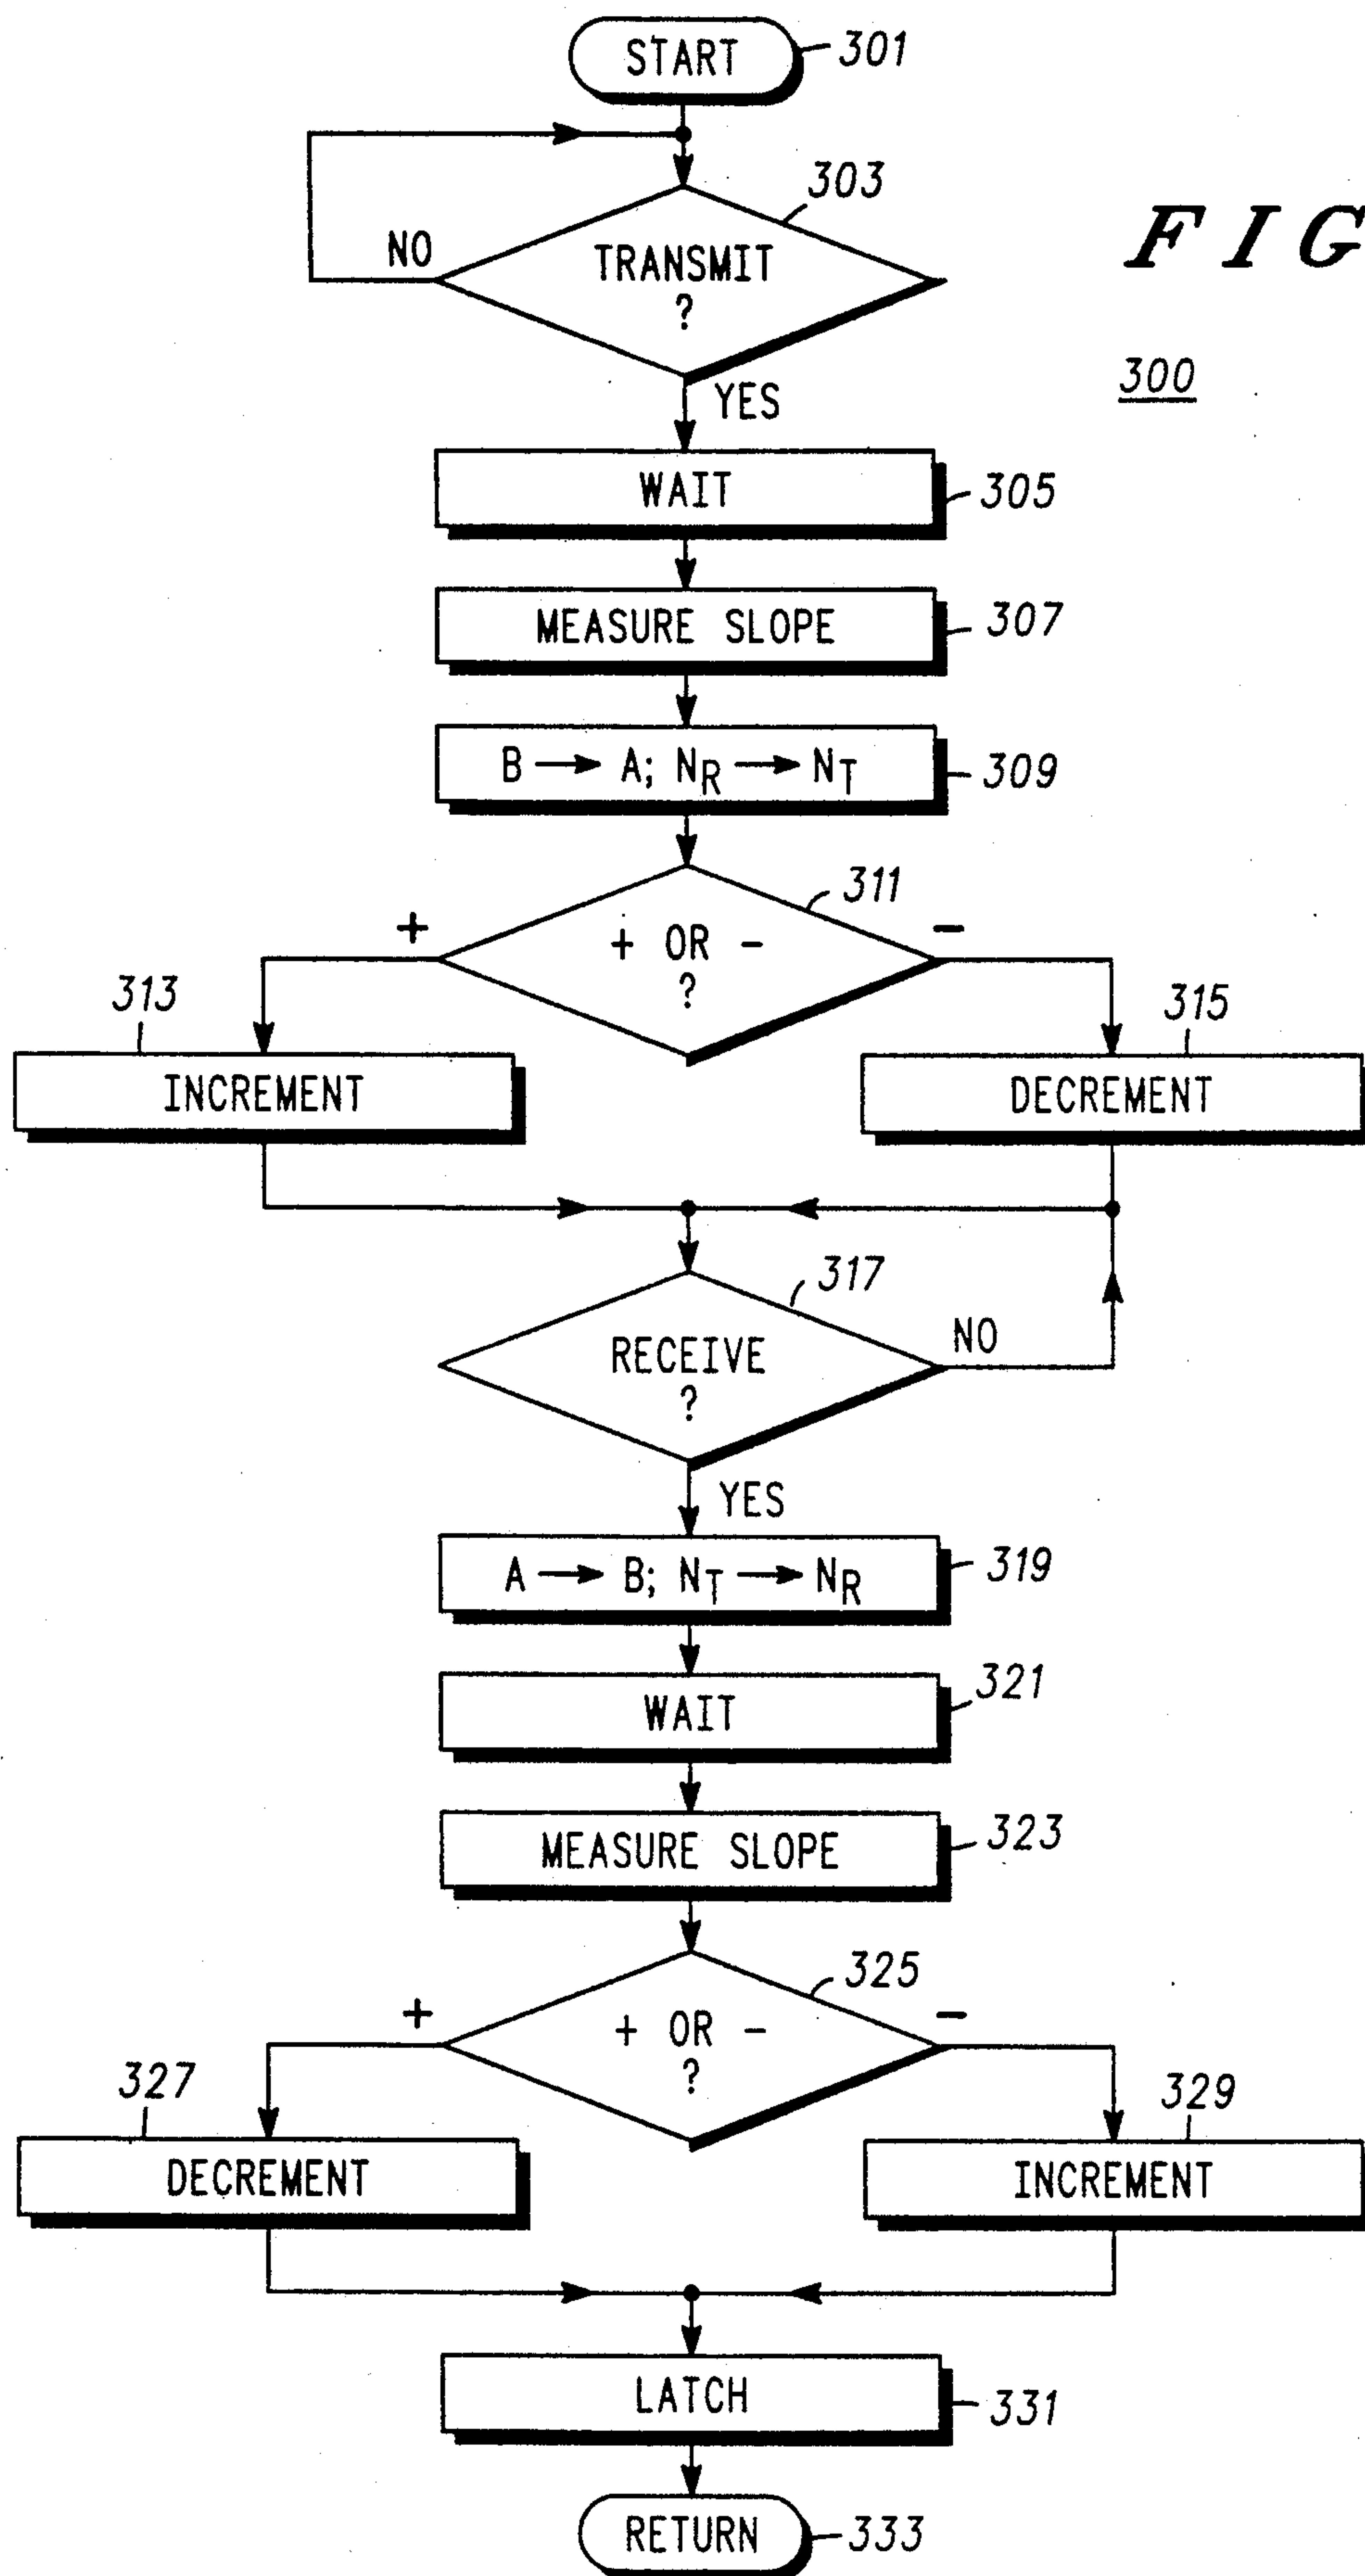 START
301
303
FIG
NO
TRANSMIT
?
300
YES
WAIT
305
MEASURE SLOPE
307
B → A; NR → NT
309
311
+
+ OR -
?
-
313
315
INCREMENT
DECREMENT
317
RECEIVE
?
NO
YES
A → B; NT → NR
319
WAIT
321
MEASURE SLOPE
323
325
+
+ OR -
?
-
327
329
DECREMENT
INCREMENT
LATCH
331
RETURN
333